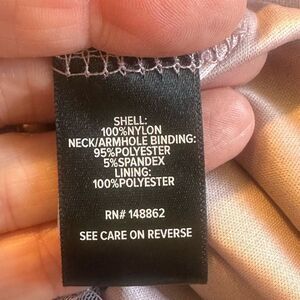 SHELL:
100%NYLON
NECK/ARMHOLE BINDING:
95%POLYESTER
5%SPANDEX
LINING:
100%POLYESTER
RN# 148862
SEE CARE ON REVERSE